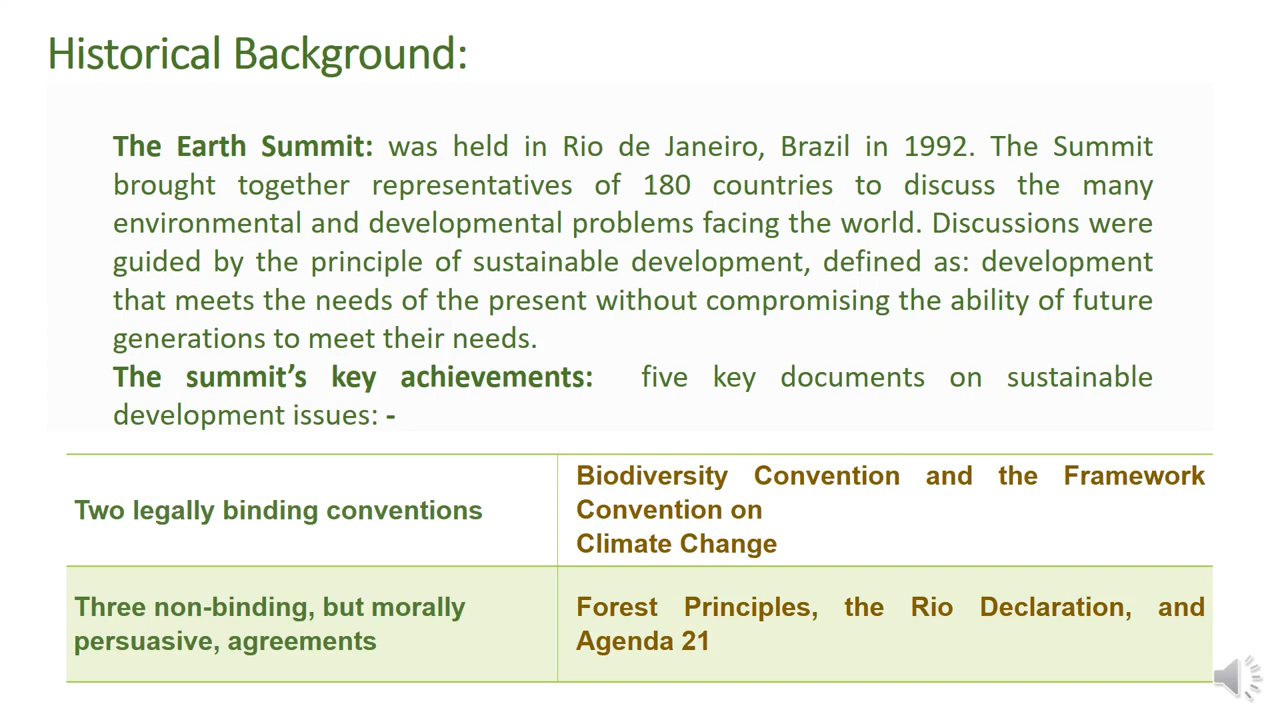 Historical Background:
The Earth Summit: was held in Rio de Janeiro, Brazil in 1992. The Summit
brought together representatives of 180 countries to discuss the many
environmental and developmental problems facing the world. Discussions were
guided by the principle of sustainable development, defined as: development
that meets the needs of the present without compromising the ability of future
generations to meet their needs.
The summit's key achievements: five key documents on sustainable
development issues: -
Two legally binding conventions
Biodiversity Convention and the Framework
Convention on
Climate Change
Three non-binding, but morally
persuasive, agreements
Forest Principles, the Rio Declaration, and
Agenda 21